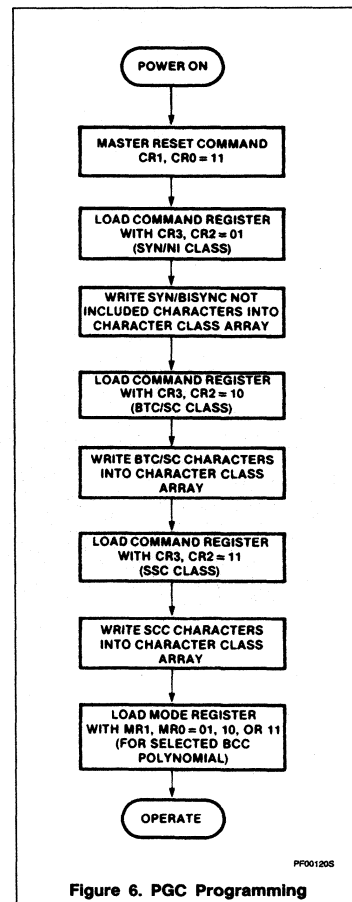 POWER ON
MASTER RESET COMMAND
CR1, CR0 = 11
LOAD COMMAND REGISTER
WITH CR3, CR2 = 01
(SYN/NI CLASS)
WRITE SYN/BISYNC NOT
INCLUDED CHARACTERS INTO
CHARACTER CLASS ARRAY
LOAD COMMAND REGISTER
WITH CR3, CR2 = 10
(BTC/SC CLASS)
WRITE BTC/SC CHARACTERS
INTO CHARACTER CLASS
ARRAY
LOAD COMMAND REGISTER
WITH CR3, CR2 = 11
(SSC CLASS)
WRITE SCC CHARACTERS
INTO CHARACTER CLASS
ARRAY
LOAD MODE REGISTER
WITH MR1, MR0 = 01, 10, OR 11
(FOR SELECTED BCC
POLYNOMIAL)
OPERATE
PF00120S
Figure 6. PGC Programming